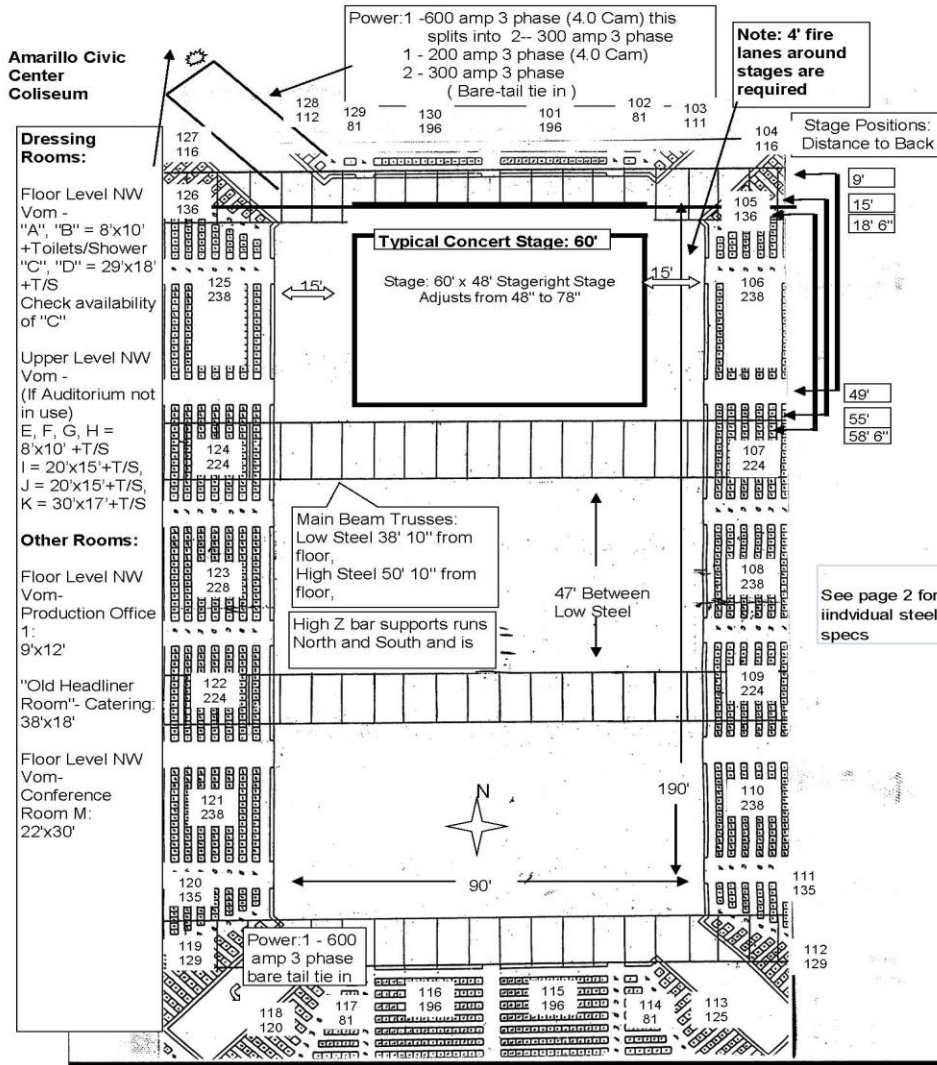 Amarillo Civic
Center
Coliseum
Power:1 -600 amp 3 phase (4.0 Cam) this
splits into 2-- 300 amp 3 phase
1 - 200 amp 3 phase (4.0 Cam)
2 - 300 amp 3 phase
( Bare-tail tie in )
Note: 4' fire
lanes around
stages are
required
Stage Positions:
Distance to Back
9'
15'
18' 6"
49'
55'
58' 6"
Dressing
Rooms:
Floor Level NW
Vom -
"A", "B" = 8'x10'
+Toilets/Shower
"C", "D" = 29'x18'
+T/S
Check availability
of "C"
Upper Level NW
Vom -
(If Auditorium not
in use)
E, F, G, H =
8'x10' +T/S
I = 20'x15'+T/S,
J = 20'x15'+T/S,
K = 30'x17'+T/S
Other Rooms:
Floor Level NW
Vom-
Production Office
1:
9'x12'
"Old Headliner
Room"- Catering:
38'x18'
Floor Level NW
Vom-
Conference
Room M:
22'x30'
127
116
128
112
129
81
130
196
101
196
102
81
103
111
104
116
126
136
105
136
Typical Concert Stage: 60'
Stage: 60' x 48' Stageright Stage
Adjusts from 48" to 78"
15'
15'
125
238
106
238
124
224
107
224
Main Beam Trusses:
Low Steel 38' 10" from
floor,
High Steel 50' 10" from
floor,
High Z bar supports runs
North and South and is
47' Between
Low Steel
123
228
108
238
See page 2 for
iindvidual steel
specs
122
224
109
224
121
238
110
238
N
190'
90'
120
135
111
135
119
129
112
129
Power:1 - 600
amp 3 phase
bare tail tie in
118
120
117
81
116
196
115
196
114
81
113
125